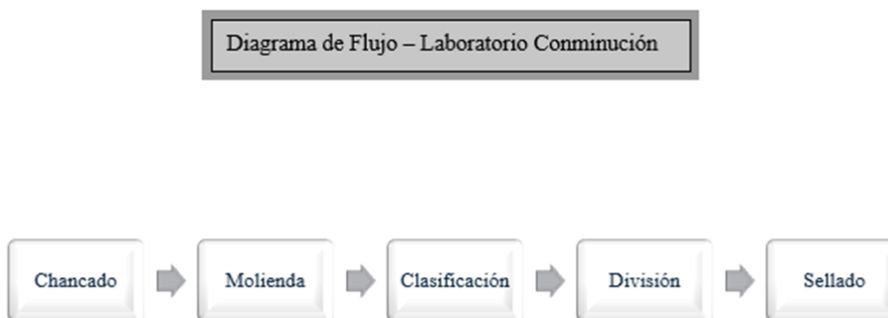 Diagrama de Flujo – Laboratorio Conminución
Chancado
Molienda
Clasificación
División
Sellado